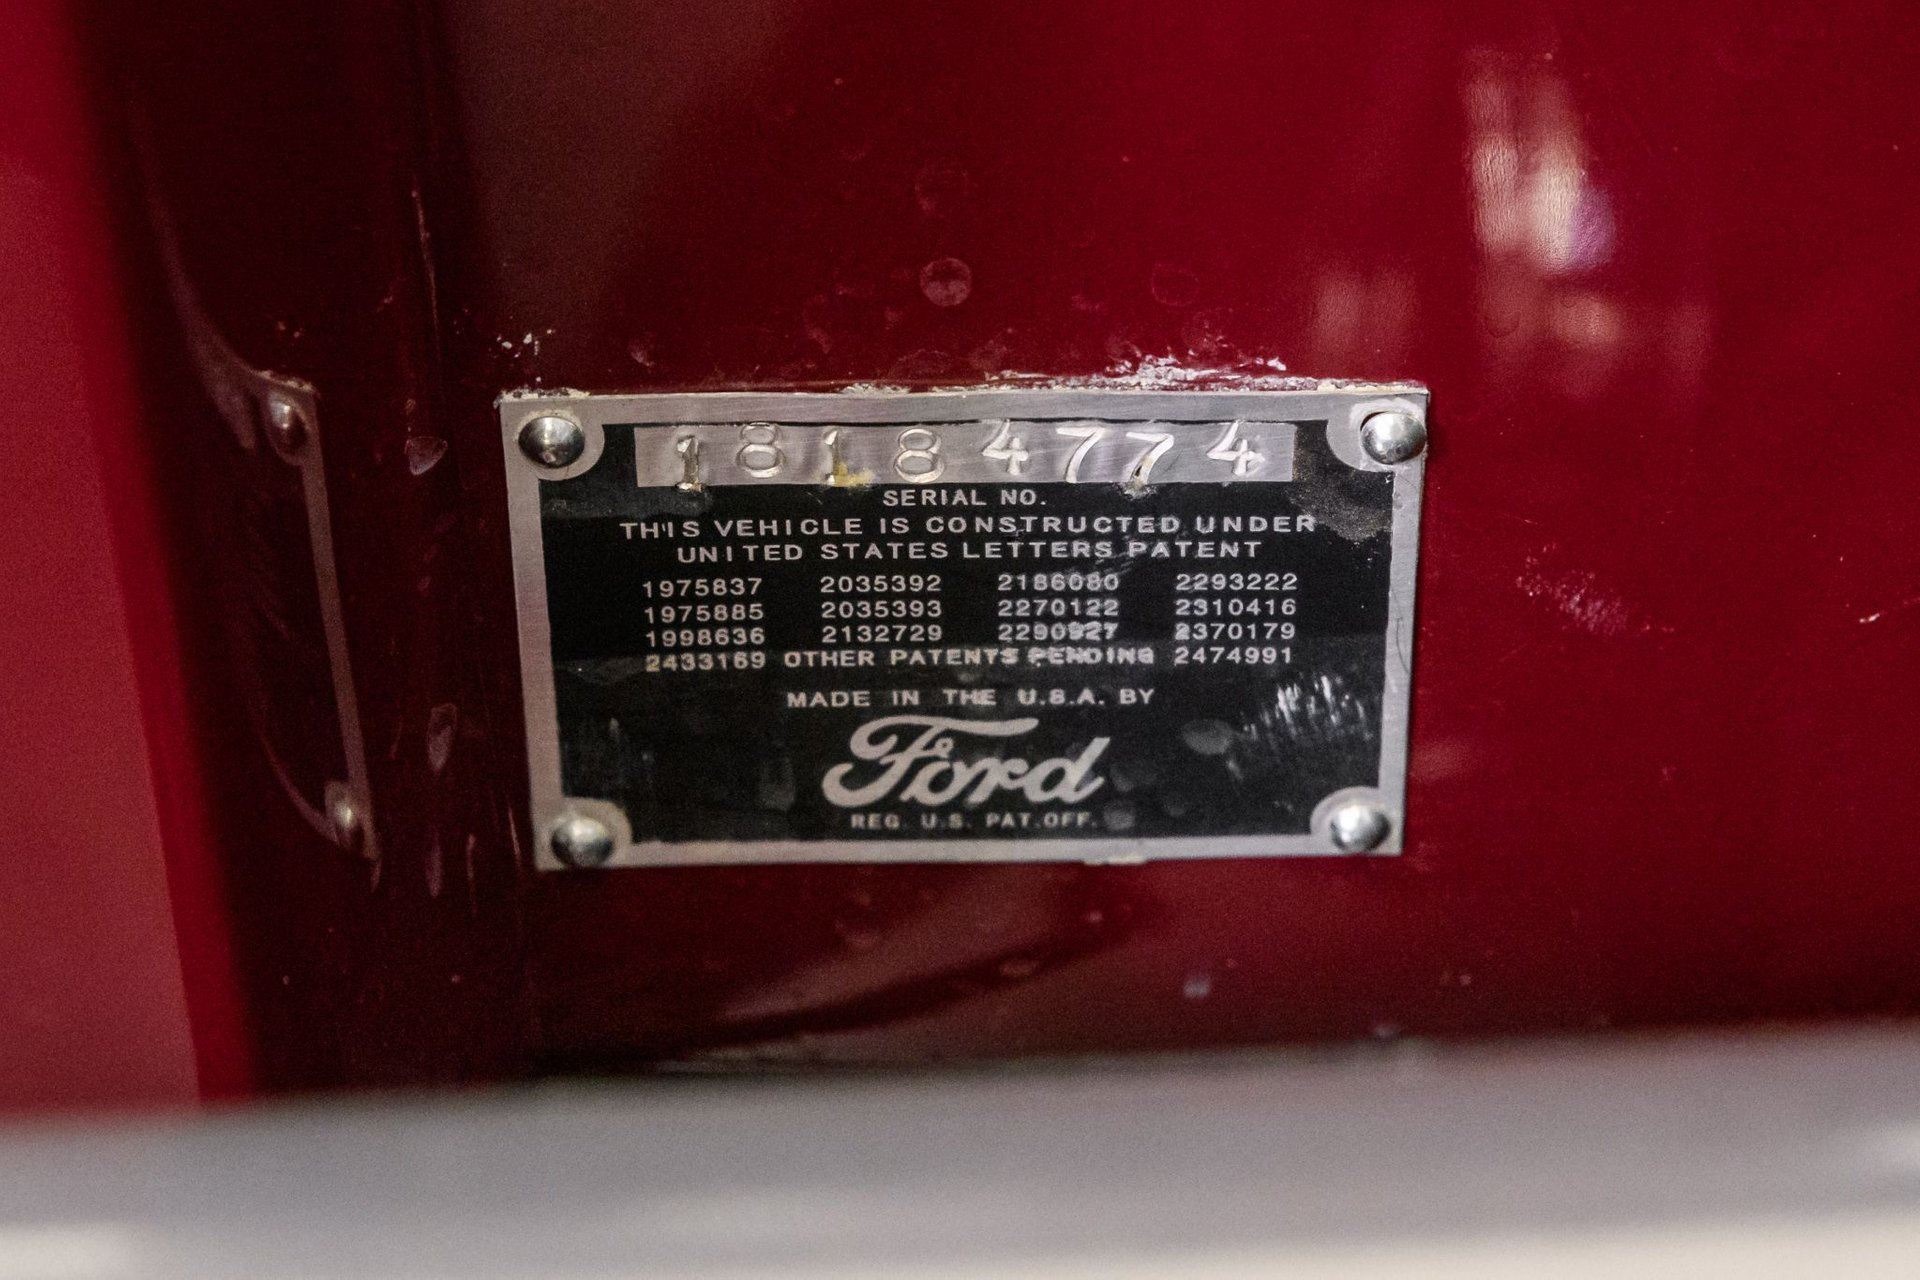 18184774
SERIAL NO.
THIS VEHICLE IS CONSTRUCTED UNDER
UNITED STATES LETTERS PATENT
1975837 2035392 2186080 2293222
1975885 2035393 2270122 2310416
1998636 2132729 2290927 2370179
2433169 OTHER PATENTS PENDING 2474991
MADE IN THE U.S.A. BY
Ford
REG. U.S. PAT. OFF.